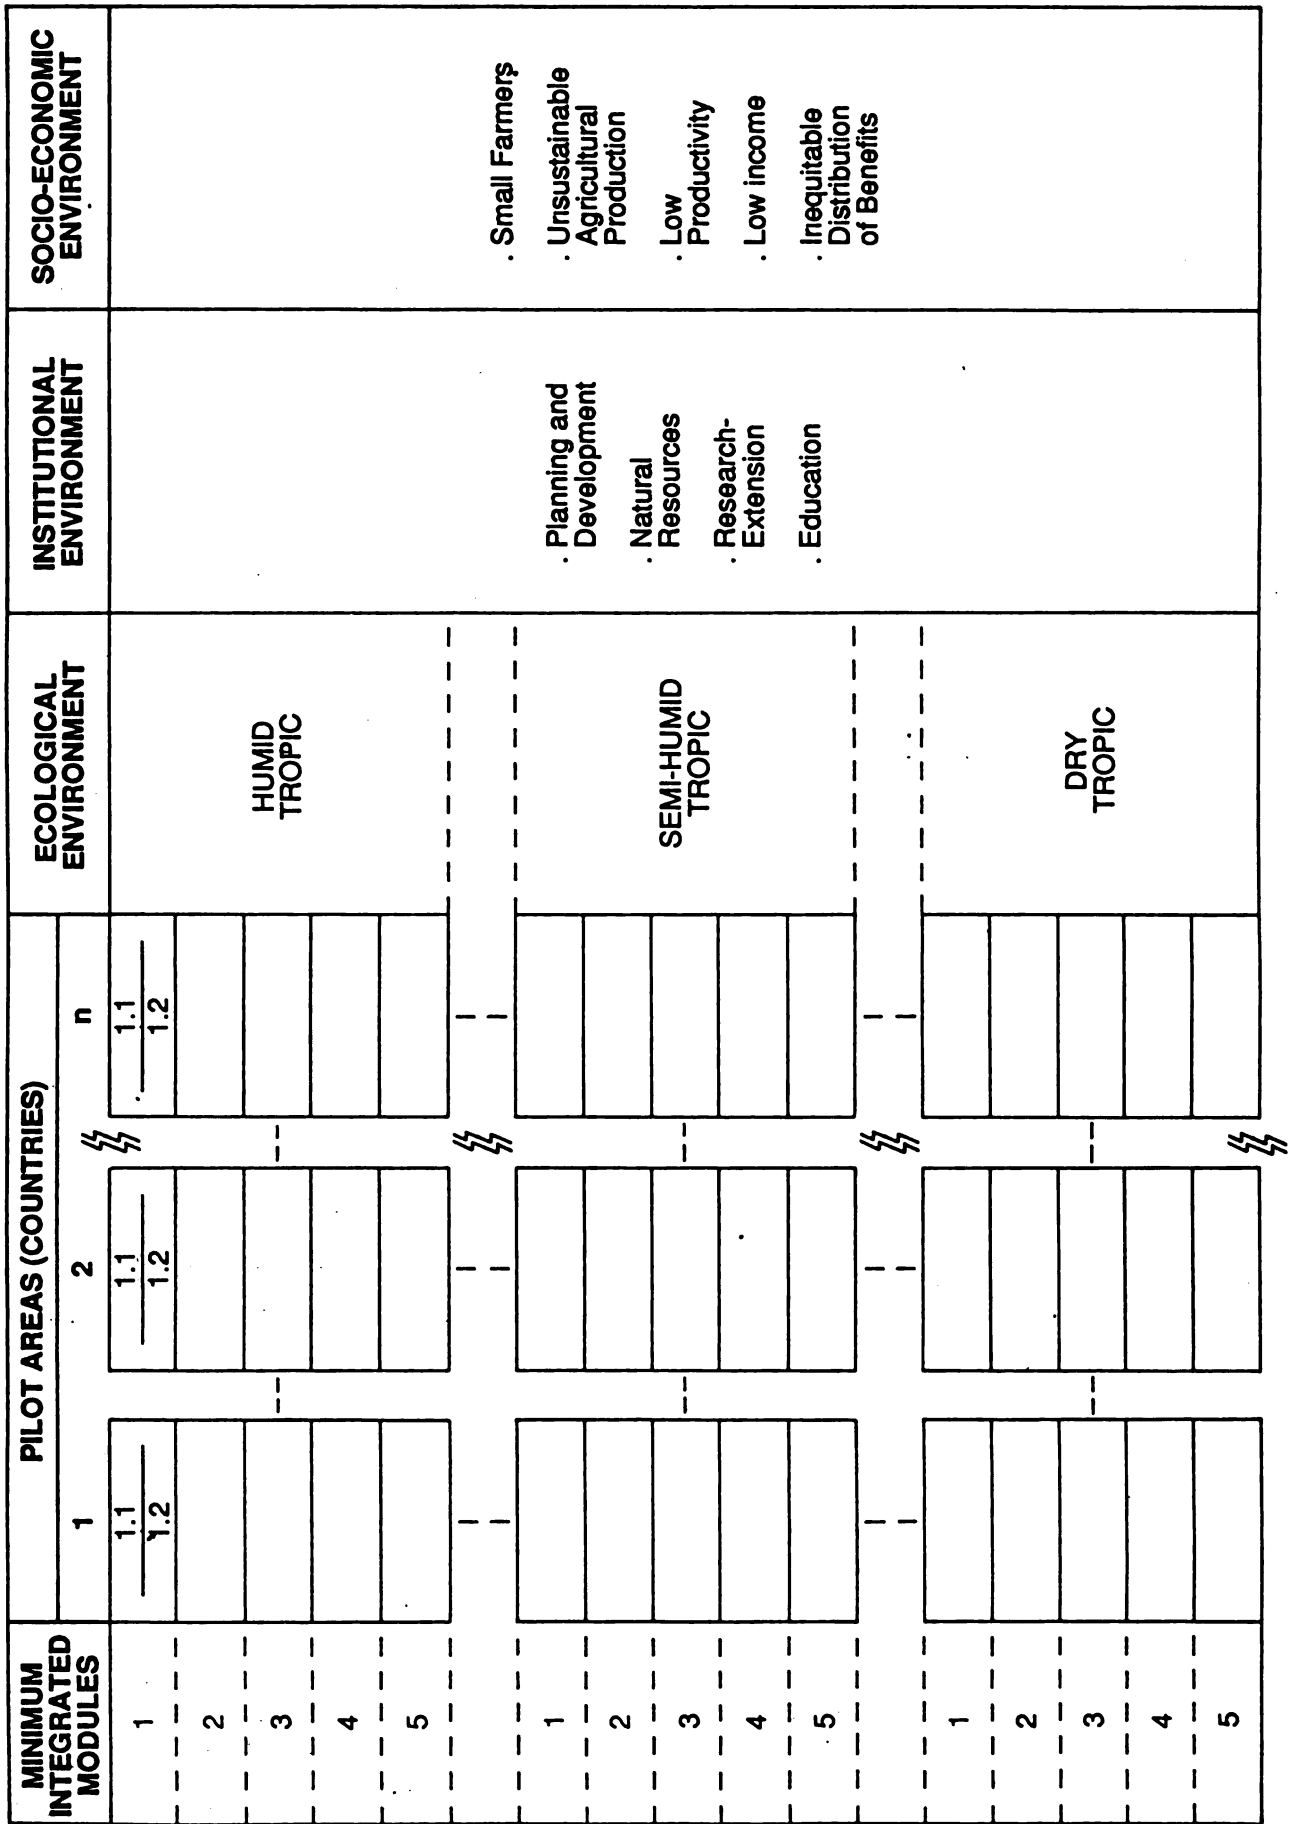 MINIMUM
INTEGRATED
MODULES
PILOT AREAS (COUNTRIES)
1
2
n
ECOLOGICAL
ENVIRONMENT
INSTITUTIONAL
ENVIRONMENT
SOCIO-ECONOMIC
ENVIRONMENT
1
1.1
1.2
1.1
1.2
1.1
1.2
2
3
4
5
HUMID
TROPIC
1
2
3
4
5
SEMI-HUMID
TROPIC
1
2
3
4
5
DRY
TROPIC
. Planning and
Development
. Natural
Resources
. Research-
Extension
. Education
. Small Farmers
. Unsustainable
Agricultural
Production
. Low
Productivity
. Low income
. Inequitable
Distribution
of Benefits